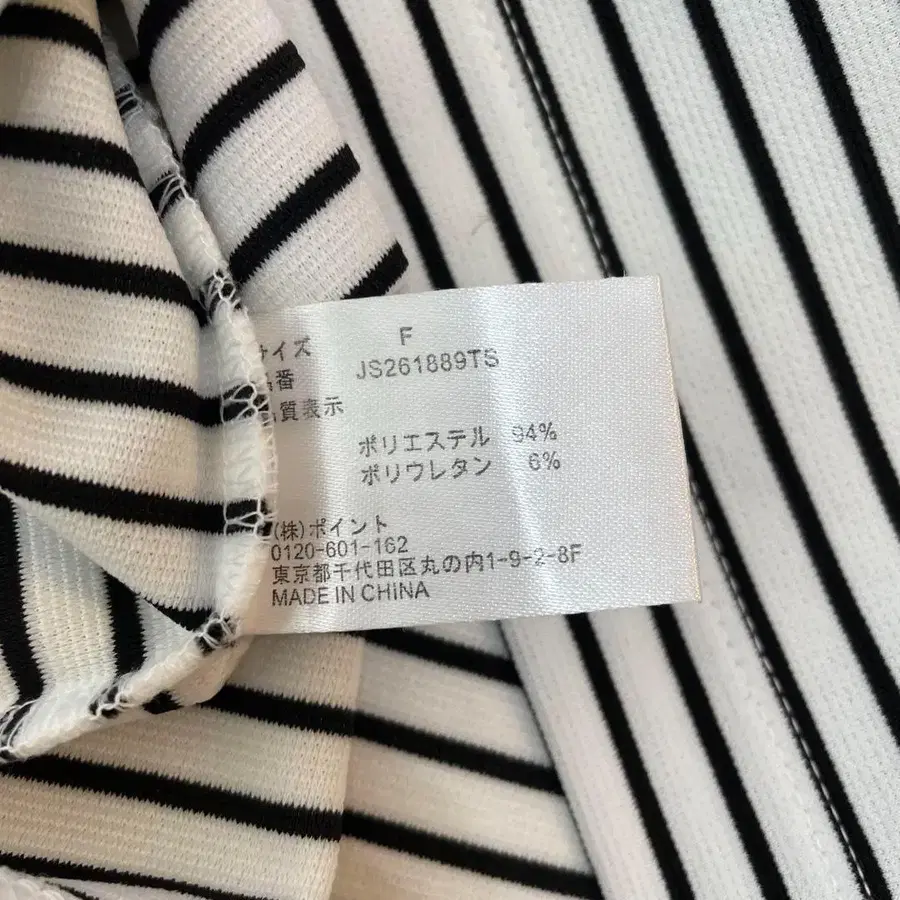 サイズ F
品番 JS261889TS
品質表示
ポリエステル 94%
ポリウレタン 6%
(株)ポイント
0120-601-162
東京都千代田区丸の内1-9-2-8F
MADE IN CHINA